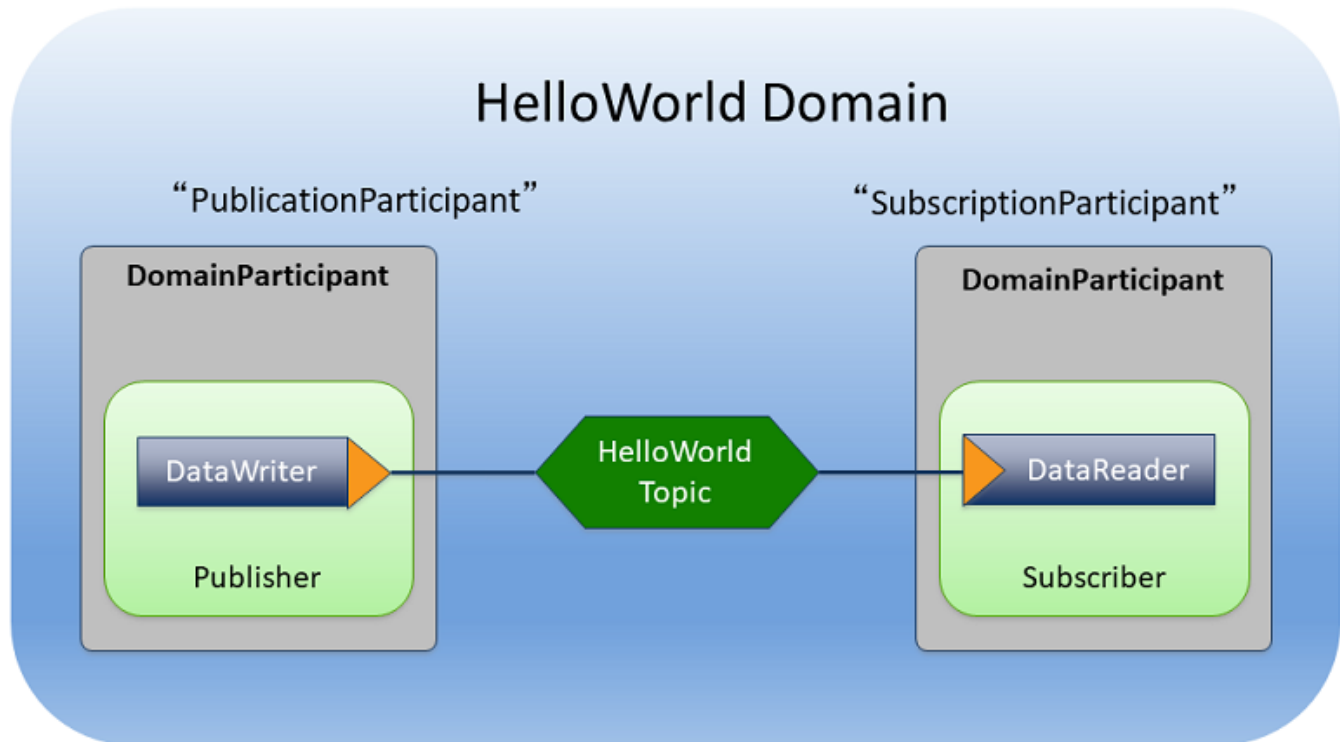 HelloWorld Domain
“PublicationParticipant”
“SubscriptionParticipant”
DomainParticipant
DomainParticipant
DataWriter
HelloWorld
Topic
DataReader
Publisher
Subscriber